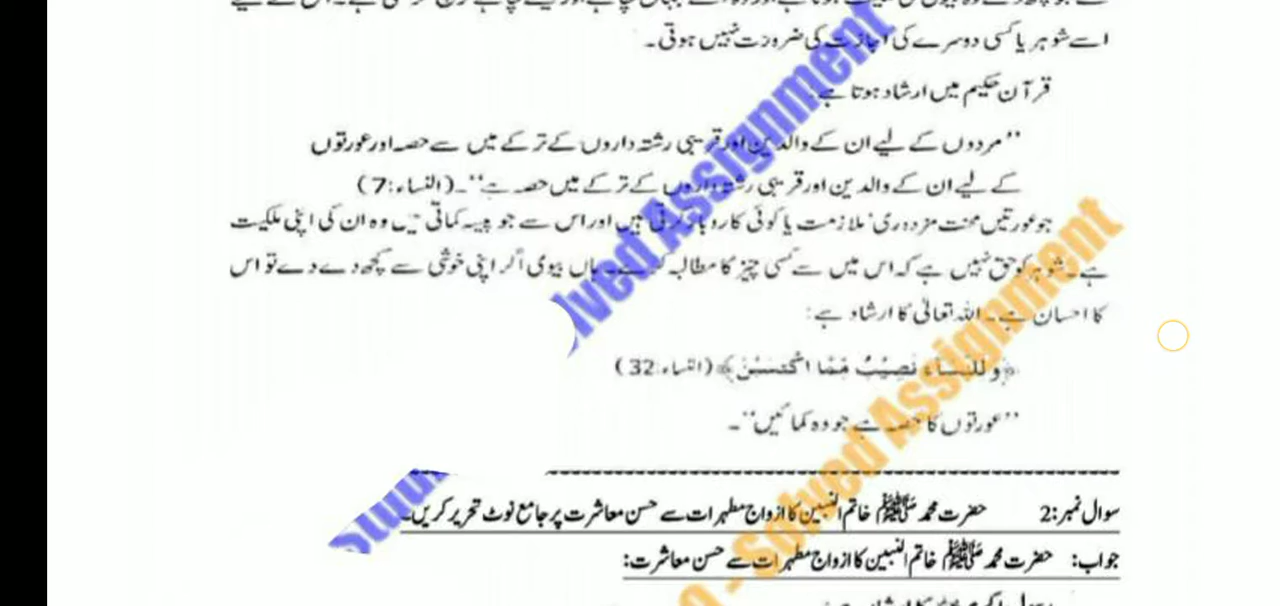 اسے شوہر یا کسی دوسرے کی اجازت کی ضرورت نہیں ہوتی۔
قرآن حکیم میں ارشاد ہوتا ہے:
’’مردوں کے لیے ان کے والدین اور قریبی رشتہ داروں کے ترکے میں سے حصہ اور عورتوں
کے لیے ان کے والدین اور قریبی رشتہ داروں کے ترکے میں حصہ ہے‘‘۔ (النساء:7)
جو عورتیں محنت مزدوری‘ ملازمت یا کوئی کاروبار کرتی ہیں اور اس سے جو پیسہ کماتی ہیں وہ ان کی اپنی ملکیت
ہے۔ شوہر کو حق نہیں ہے کہ اس میں سے کسی چیز کا مطالبہ کرے۔ ہاں بیوی اگر اپنی خوشی سے کچھ دے دے تو اس
کا احسان ہے۔ اللہ تعالیٰ کا ارشاد ہے:
﴿وَلِلنِّسَاءِ نَصِيْبٌ مِّمَّا اكْتَسَبْنَ﴾ (النساء:32)
’’عورتوں کا حصہ ہے جو وہ کمائیں‘‘۔
سوال نمبر:2 حضرت محمد ﷺ خاتم النبیین کا ازواج مطہرات سے حسن معاشرت پر جامع نوٹ تحریر کریں۔
جواب: حضرت محمد ﷺ خاتم النبیین کا ازواج مطہرات سے حسن معاشرت:
lved Assignment
- Solved Assignment